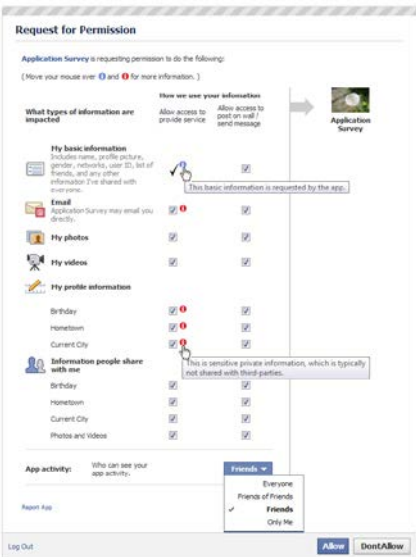 Request for Permission
Application Survey is requesting permission to do the following:
(Move your mouse over i and i for more information. )
How we use your information
What types of information are impacted
Allow access to provide service
Allow access to post on wall / send message
Application Survey
My basic information
Includes name, profile picture,
gender, networks, user ID, list of
friends, and any other
information I've shared with
everyone.
This basic information is requested by the app.
Email
Application Survey may email you
directly.
My photos
My videos
My profile information
Birthday
Hometown
Current City
This is sensitive private information, which is typically
not shared with third-parties.
Information people share
with me
Birthday
Hometown
Current City
Photos and Videos
App activity:
Who can see your
app activity.
Friends
Everyone
Friends of Friends
Friends
Only Me
Report App
Log Out
Allow
DontAllow